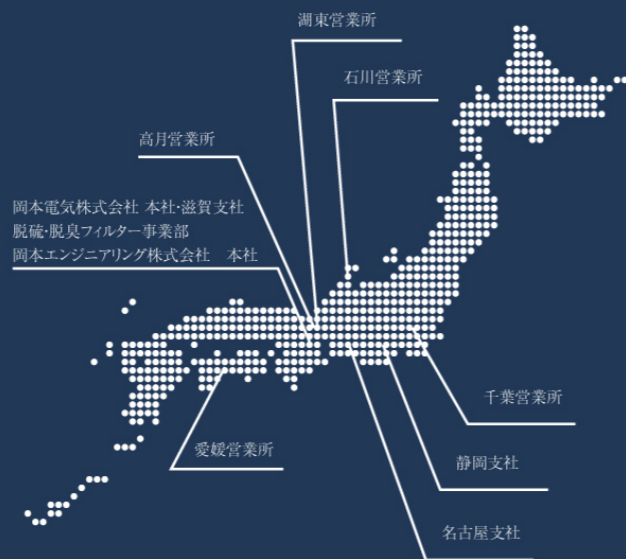 湖東営業所
石川営業所
高月営業所
岡本電気株式会社 本社・滋賀支社
脱硫・脱臭フィルター事業部
岡本エンジニアリング株式会社　本社
千葉営業所
愛媛営業所
静岡支社
名古屋支社